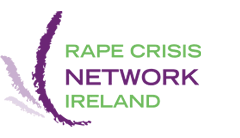 RAPE CRISIS
NETWORK
IRELAND